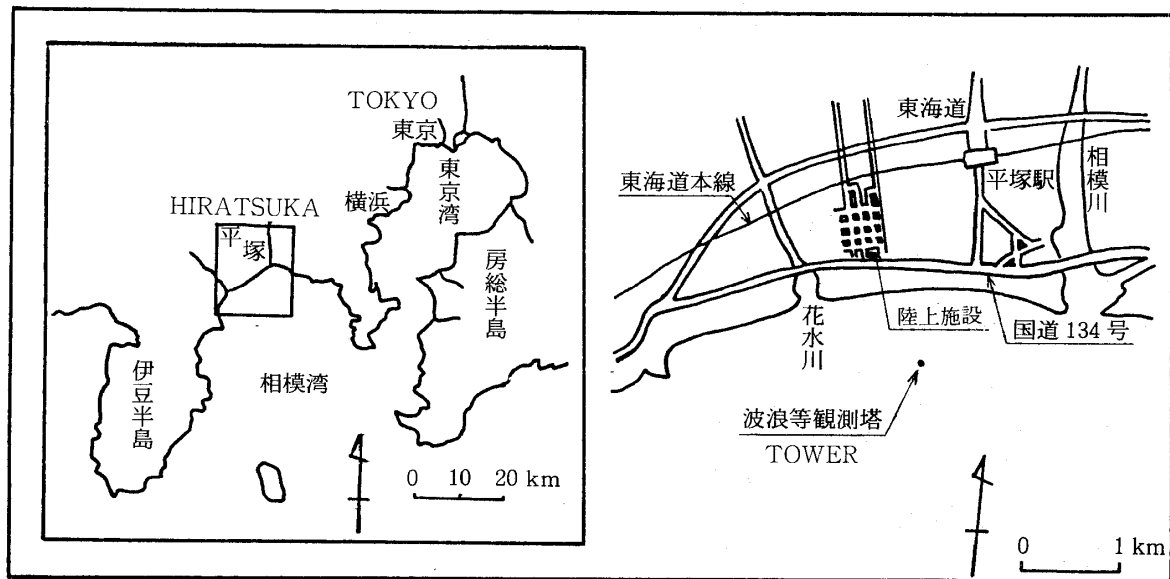 TOKYO
東京
東京湾
横浜
HIRATSUKA
平塚
房総半島
伊豆半島
相模湾
0 10 20 km
東海道
相模川
東海道本線
平塚駅
花水川
陸上施設
国道 134 号
波浪等観測塔
TOWER
0 1 km